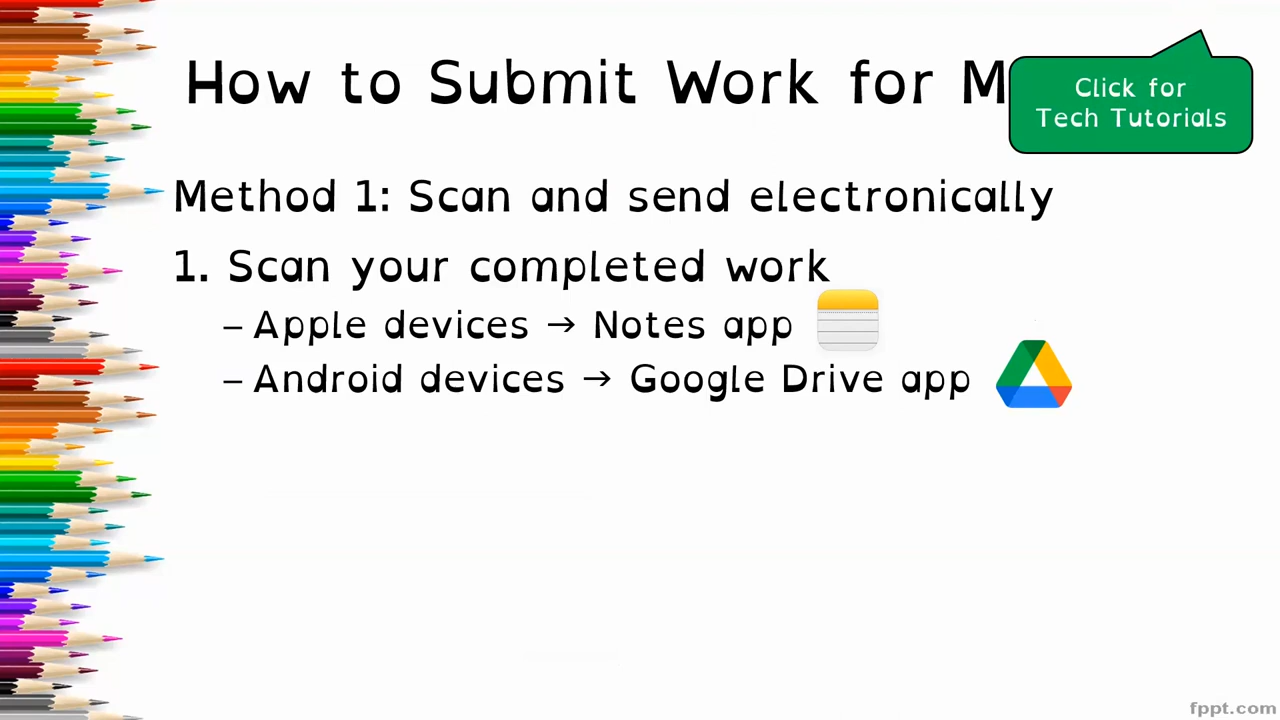 How to Submit Work for M
Click for
Tech Tutorials
Method 1: Scan and send electronically
1. Scan your completed work
– Apple devices → Notes app
– Android devices → Google Drive app
fppt.com